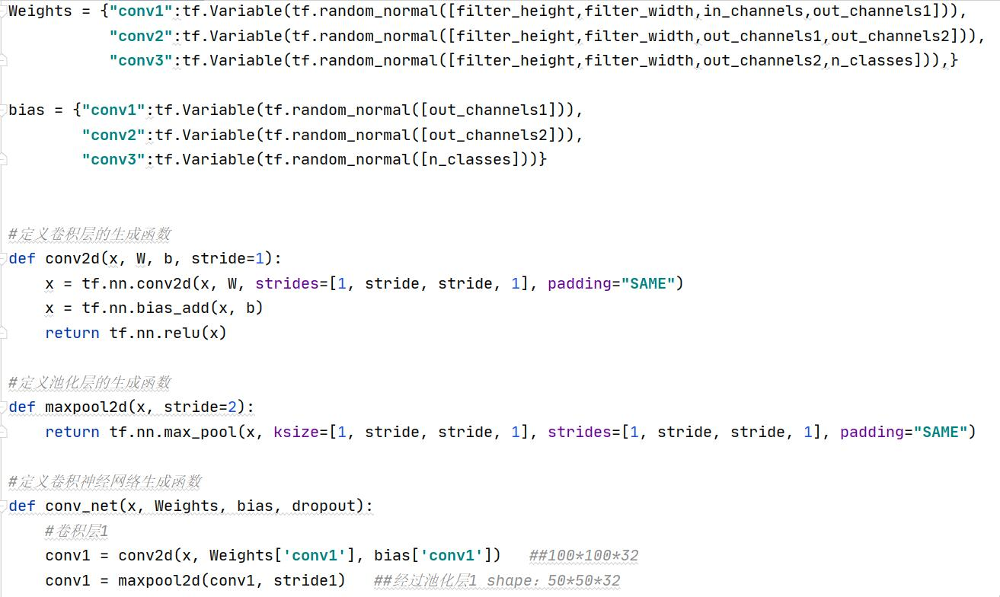 Weights = {"conv1":tf.Variable(tf.random_normal([filter_height,filter_width,in_channels,out_channels1])),
"conv2":tf.Variable(tf.random_normal([filter_height,filter_width,out_channels1,out_channels2])),
"conv3":tf.Variable(tf.random_normal([filter_height,filter_width,out_channels2,n_classes])),}
bias = {"conv1":tf.Variable(tf.random_normal([out_channels1])),
"conv2":tf.Variable(tf.random_normal([out_channels2])),
"conv3":tf.Variable(tf.random_normal([n_classes]))}
#定义卷积层的生成函数
def conv2d(x, W, b, stride=1):
x = tf.nn.conv2d(x, W, strides=[1, stride, stride, 1], padding="SAME")
x = tf.nn.bias_add(x, b)
return tf.nn.relu(x)
#定义池化层的生成函数
def maxpool2d(x, stride=2):
return tf.nn.max_pool(x, ksize=[1, stride, stride, 1], strides=[1, stride, stride, 1], padding="SAME")
#定义卷积神经网络生成函数
def conv_net(x, Weights, bias, dropout):
#卷积层1
conv1 = conv2d(x, Weights['conv1'], bias['conv1'])   ##100*100*32
conv1 = maxpool2d(conv1, stride1)   ##经过池化层1 shape：50*50*32